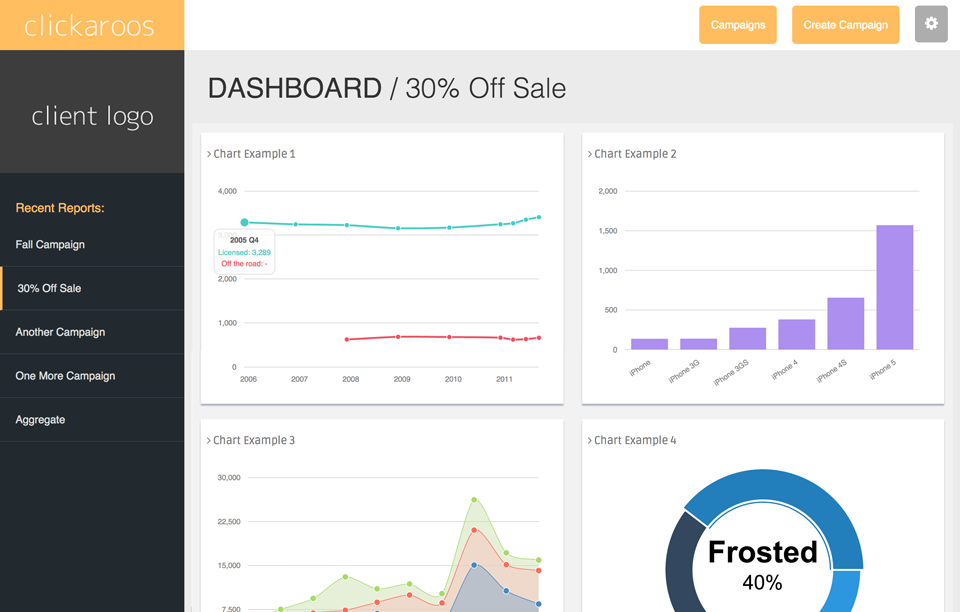 clickaroos
Campaigns
Create Campaign
client logo
DASHBOARD / 30% Off Sale
Recent Reports:
Fall Campaign
30% Off Sale
Another Campaign
One More Campaign
Aggregate
> Chart Example 1
4,000
3,000
2,000
1,000
0
2005 Q4
Licensed: 3,289
Off the road: -
2006 2007 2008 2009 2010 2011
> Chart Example 2
2,000
1,500
1,000
500
0
iPhone iPhone 3G iPhone 3GS iPhone 4 iPhone 4S iPhone 5
> Chart Example 3
30,000
22,500
15,000
7,500
> Chart Example 4
Frosted
40%